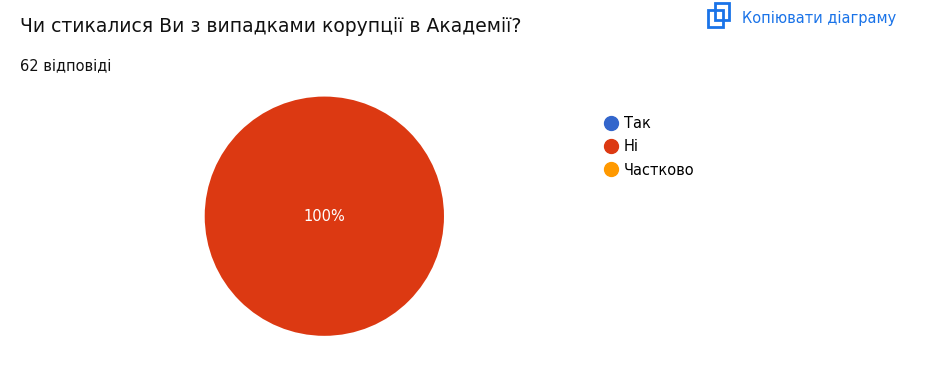 Чи стикалися Ви з випадками корупції в Академії?
Копіювати діаграму
62 відповіді
Так
Ні
Частково
100%